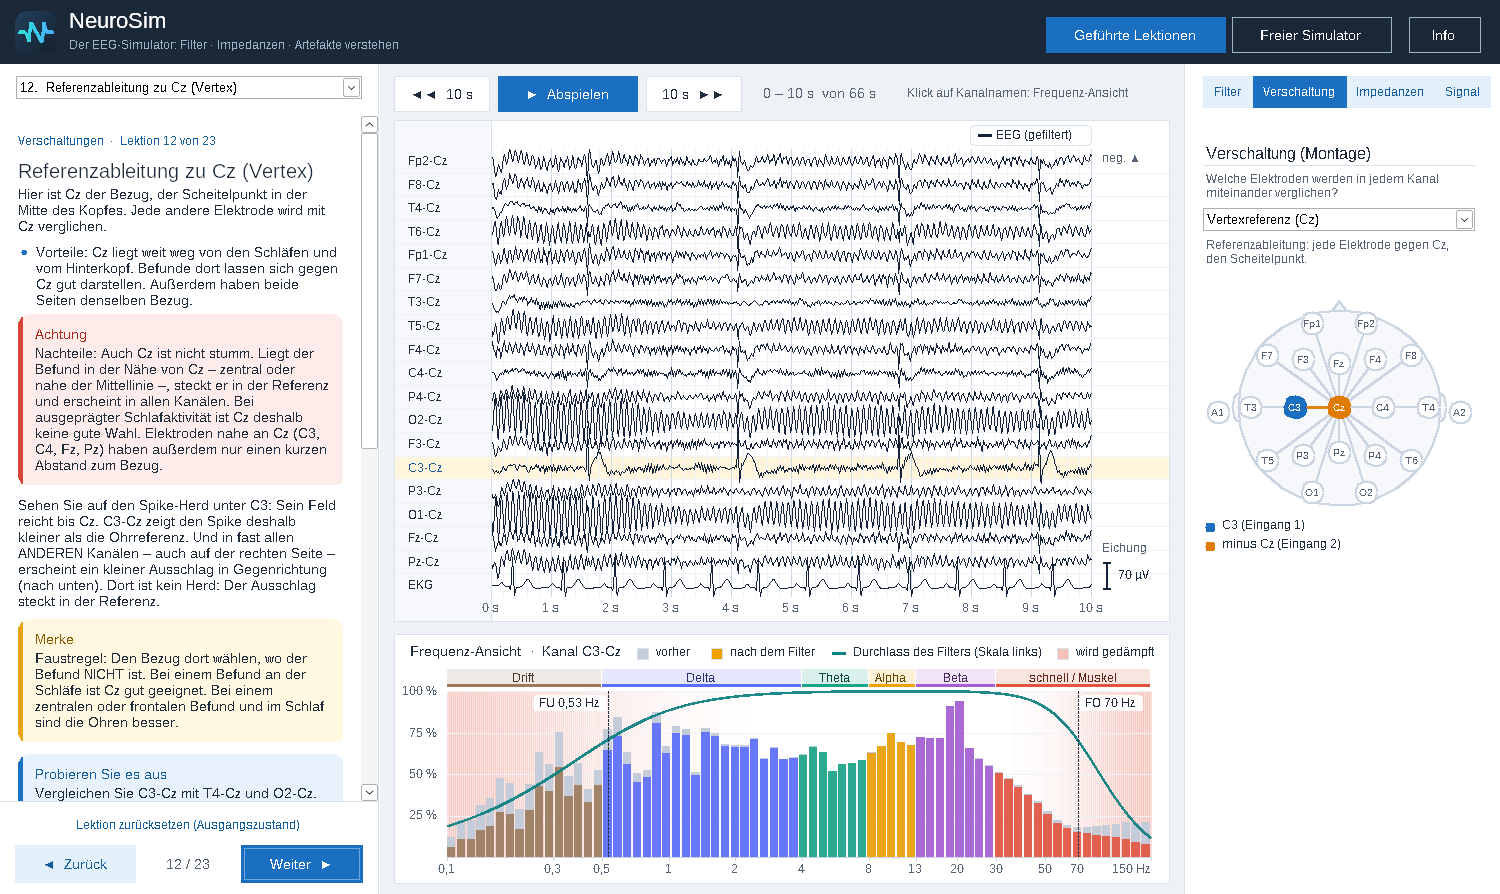 NeuroSim
Der EEG-Simulator: Filter · Impedanzen · Artefakte verstehen
Geführte Lektionen
Freier Simulator
Info
12. Referenzableitung zu Cz (Vertex)
Verschaltungen · Lektion 12 von 23
Referenzableitung zu Cz (Vertex)
Hier ist Cz der Bezug, der Scheitelpunkt in der
Mitte des Kopfes. Jede andere Elektrode wird mit
Cz verglichen.
• Vorteile: Cz liegt weit weg von den Schläfen und
vom Hinterkopf. Befunde dort lassen sich gegen
Cz gut darstellen. Außerdem haben beide
Seiten denselben Bezug.
Achtung
Nachteile: Auch Cz ist nicht stumm. Liegt der
Befund in der Nähe von Cz – zentral oder
nahe der Mittellinie –, steckt er in der Referenz
und erscheint in allen Kanälen. Bei
ausgeprägter Schlafaktivität ist Cz deshalb
keine gute Wahl. Elektroden nahe an Cz (C3,
C4, Fz, Pz) haben außerdem nur einen kurzen
Abstand zum Bezug.
Sehen Sie auf den Spike-Herd unter C3: Sein Feld
reicht bis Cz. C3-Cz zeigt den Spike deshalb
kleiner als die Ohrreferenz. Und in fast allen
ANDEREN Kanälen – auch auf der rechten Seite –
erscheint ein kleiner Ausschlag in Gegenrichtung
(nach unten). Dort ist kein Herd: Der Ausschlag
steckt in der Referenz.
Merke
Faustregel: Den Bezug dort wählen, wo der
Befund NICHT ist. Bei einem Befund an der
Schläfe ist Cz gut geeignet. Bei einem
zentralen oder frontalen Befund und im Schlaf
sind die Ohren besser.
Probieren Sie es aus
Vergleichen Sie C3-Cz mit T4-Cz und O2-Cz.
Lektion zurücksetzen (Ausgangszustand)
◄ Zurück
12 / 23
Weiter ►
◄◄ 10 s
► Abspielen
10 s ►►
0 – 10 s von 66 s
Klick auf Kanalnamen: Frequenz-Ansicht
EEG (gefiltert)
neg. ▲
Fp2-Cz
F8-Cz
T4-Cz
T6-Cz
Fp1-Cz
F7-Cz
T3-Cz
T5-Cz
F4-Cz
C4-Cz
P4-Cz
O2-Cz
F3-Cz
C3-Cz
P3-Cz
O1-Cz
Fz-Cz
Pz-Cz
EKG
Eichung
70 µV
0 s 1 s 2 s 3 s 4 s 5 s 6 s 7 s 8 s 9 s 10 s
Frequenz-Ansicht · Kanal C3-Cz
vorher
nach dem Filter
Durchlass des Filters (Skala links)
wird gedämpft
Drift Delta Theta Alpha Beta schnell / Muskel
FU 0,53 Hz
FO 70 Hz
100 %
75 %
50 %
25 %
0,1 0,3 0,5 1 2 4 8 13 20 30 50 70 150 Hz
Filter
Verschaltung
Impedanzen
Signal
Verschaltung (Montage)
Welche Elektroden werden in jedem Kanal
miteinander verglichen?
Vertexreferenz (Cz)
Referenzableitung: jede Elektrode gegen Cz,
den Scheitelpunkt.
Fp1 Fp2
F7 F3 Fz F4 F8
A1 T3 C3 Cz C4 T4 A2
T5 P3 Pz P4 T6
O1 O2
C3 (Eingang 1)
minus Cz (Eingang 2)